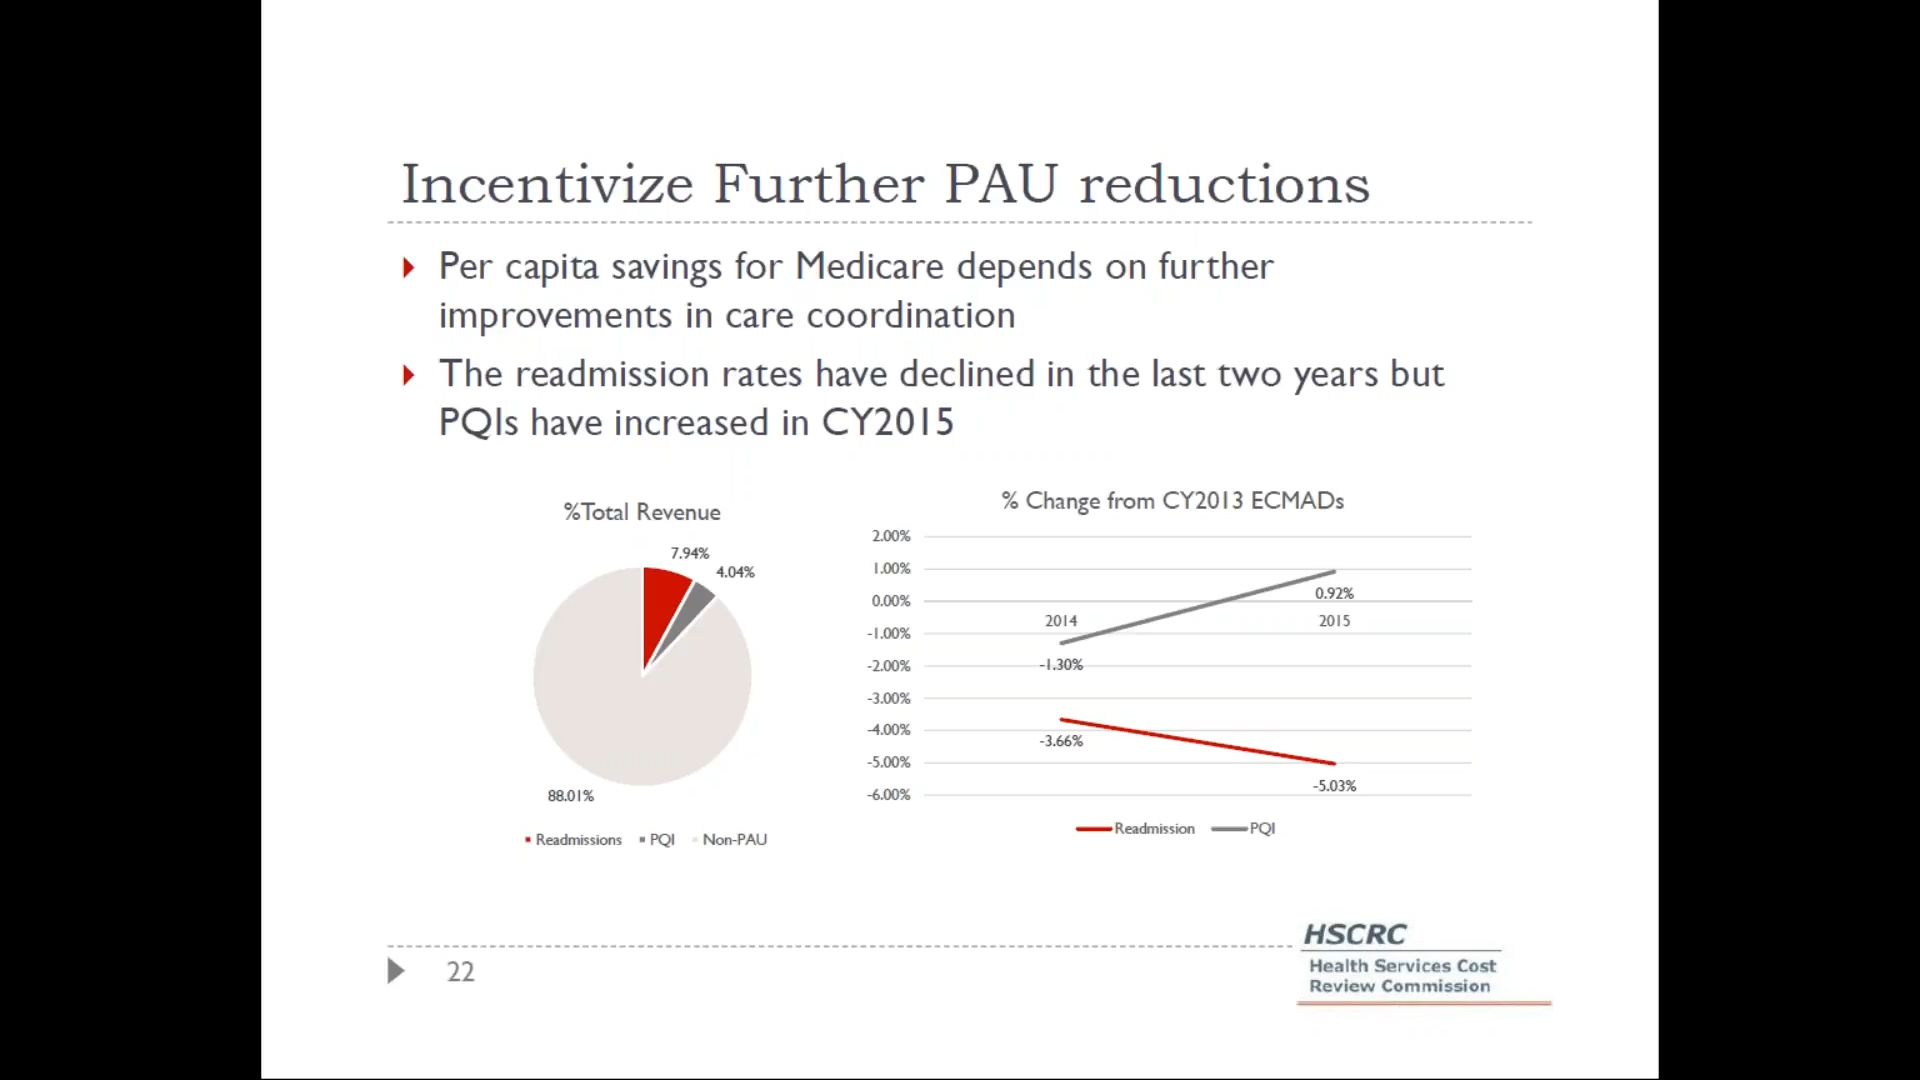 Incentivize Further PAU reductions
Per capita savings for Medicare depends on further
improvements in care coordination
The readmission rates have declined in the last two years but
PQIs have increased in CY2015
%Total Revenue
7.94%
4.04%
88.01%
Readmissions PQI Non-PAU
% Change from CY2013 ECMADs
2.00%
1.00%
0.00%
-1.00%
-2.00%
-3.00%
-4.00%
-5.00%
-6.00%
0.92%
2014 2015
-1.30%
-3.66%
-5.03%
Readmission PQI
22
HSCRC
Health Services Cost
Review Commission